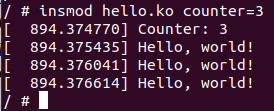 / # insmod hello.ko counter=3
[  894.374770] Counter: 3
[  894.375435] Hello, world!
[  894.376041] Hello, world!
[  894.376614] Hello, world!
/ #